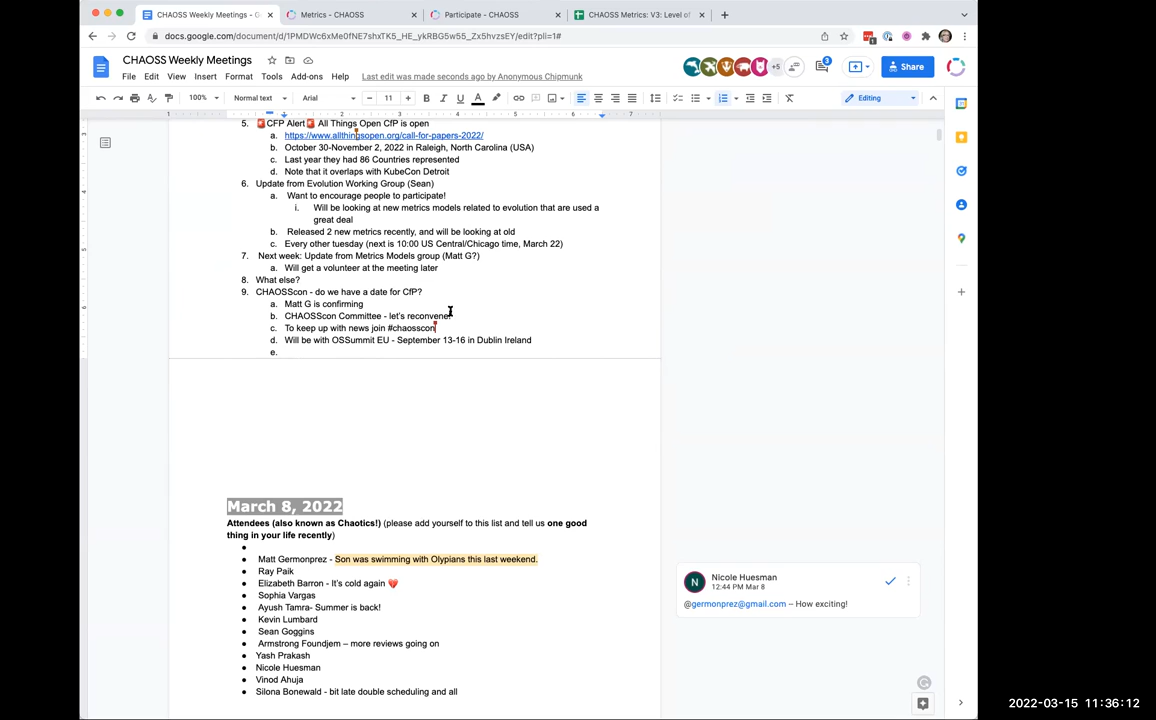 CHAOSS Weekly Meetings - G
Metrics - CHAOSS
Participate - CHAOSS
CHAOSS Metrics: V3: Level of
docs.google.com/document/d/1PMDWc6xMe0fNE7shxTK5_HE_ykRBG5w55_Zx5hvzsEY/edit?pli=1#
CHAOSS Weekly Meetings
File Edit View Insert Format Tools Add-ons Help Last edit was made seconds ago by Anonymous Chipmunk
+5
3
Share
100% Normal text Arial 11 Editing
5. 🚨CFP Alert🚨 All Things Open CfP is open
a. https://www.allthingsopen.org/call-for-papers-2022/
b. October 30-November 2, 2022 in Raleigh, North Carolina (USA)
c. Last year they had 86 Countries represented
d. Note that it overlaps with KubeCon Detroit
6. Update from Evolution Working Group (Sean)
a. Want to encourage people to participate!
i. Will be looking at new metrics models related to evolution that are used a
great deal
b. Released 2 new metrics recently, and will be looking at old
c. Every other tuesday (next is 10:00 US Central/Chicago time, March 22)
7. Next week: Update from Metrics Models group (Matt G?)
a. Will get a volunteer at the meeting later
8. What else?
9. CHAOSScon - do we have a date for CfP?
a. Matt G is confirming
b. CHAOSScon Committee - let's reconvene!
c. To keep up with news join #chaosscon
d. Will be with OSSummit EU - September 13-16 in Dublin Ireland
e.
March 8, 2022
Attendees (also known as Chaotics!) (please add yourself to this list and tell us one good
thing in your life recently)
Matt Germonprez - Son was swimming with Olypians this last weekend.
Ray Paik
Elizabeth Barron - It's cold again 💔
Sophia Vargas
Ayush Tamra- Summer is back!
Kevin Lumbard
Sean Goggins
Armstrong Foundjem – more reviews going on
Yash Prakash
Nicole Huesman
Vinod Ahuja
Silona Bonewald - bit late double scheduling and all
N
Nicole Huesman
12:44 PM Mar 8
@germonprez@gmail.com – How exciting!
2022-03-15 11:36:12